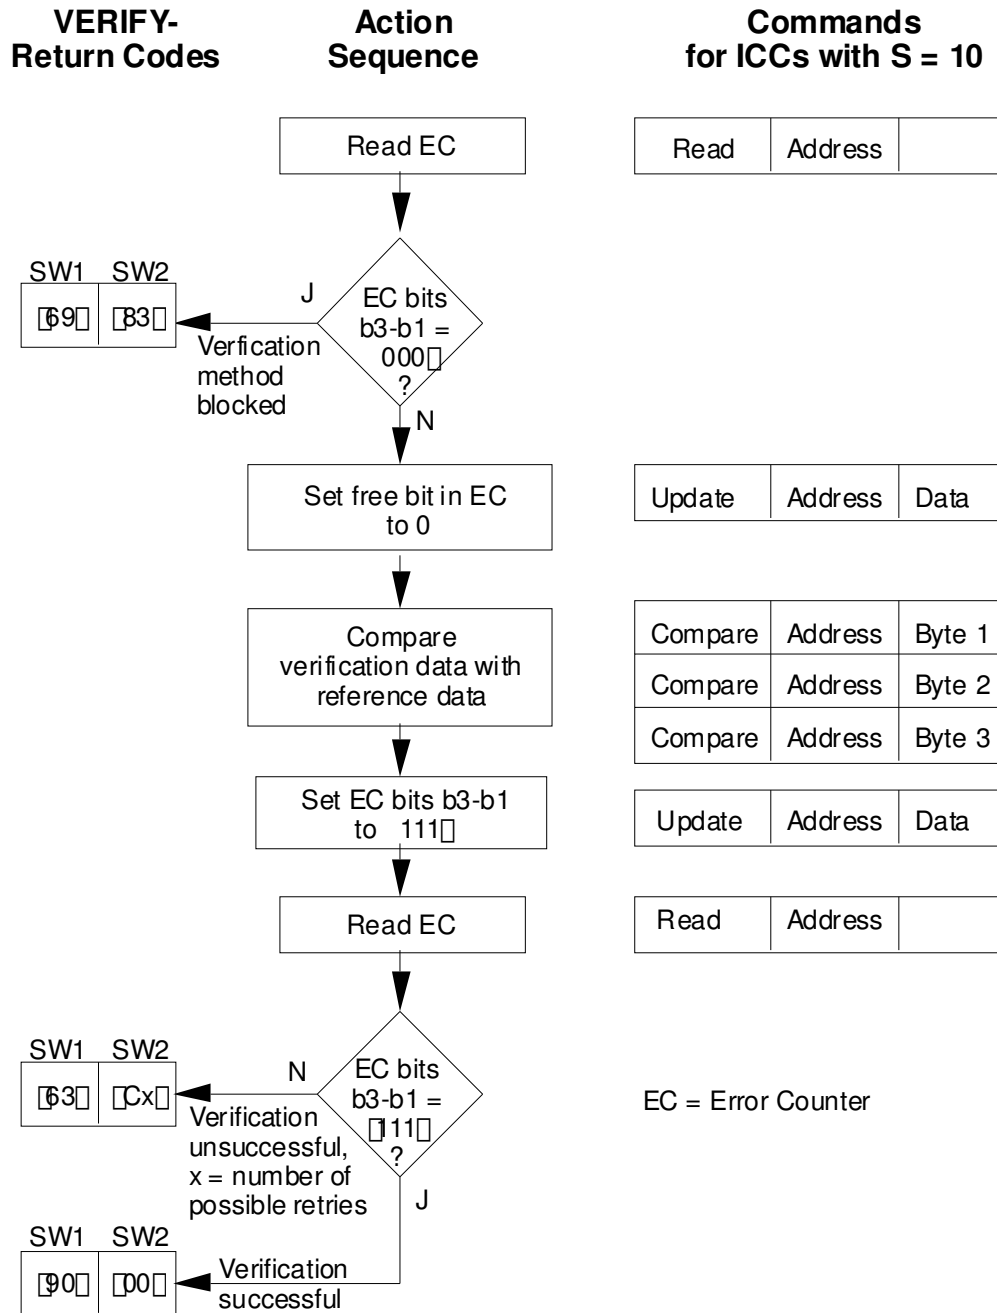 VERIFY-
Return Codes
Action
Sequence
Commands
for ICCs with S = 10
Read EC
Read Address
SW1 SW2
J
EC bits
b3-b1 =
000▯
?
▯69▯ ▯83▯
Verfication
method
blocked
N
Set free bit in EC
to 0
Update Address Data
Compare
verification data with
reference data
Compare Address Byte 1
Compare Address Byte 2
Compare Address Byte 3
Set EC bits b3-b1
to 111▯
Update Address Data
Read EC
Read Address
SW1 SW2
N
EC bits
b3-b1 =
▯111▯
?
▯63▯ ▯Cx▯
EC = Error Counter
Verification
unsuccessful,
x = number of
possible retries
J
SW1 SW2
▯90▯ ▯00▯
Verification
successful